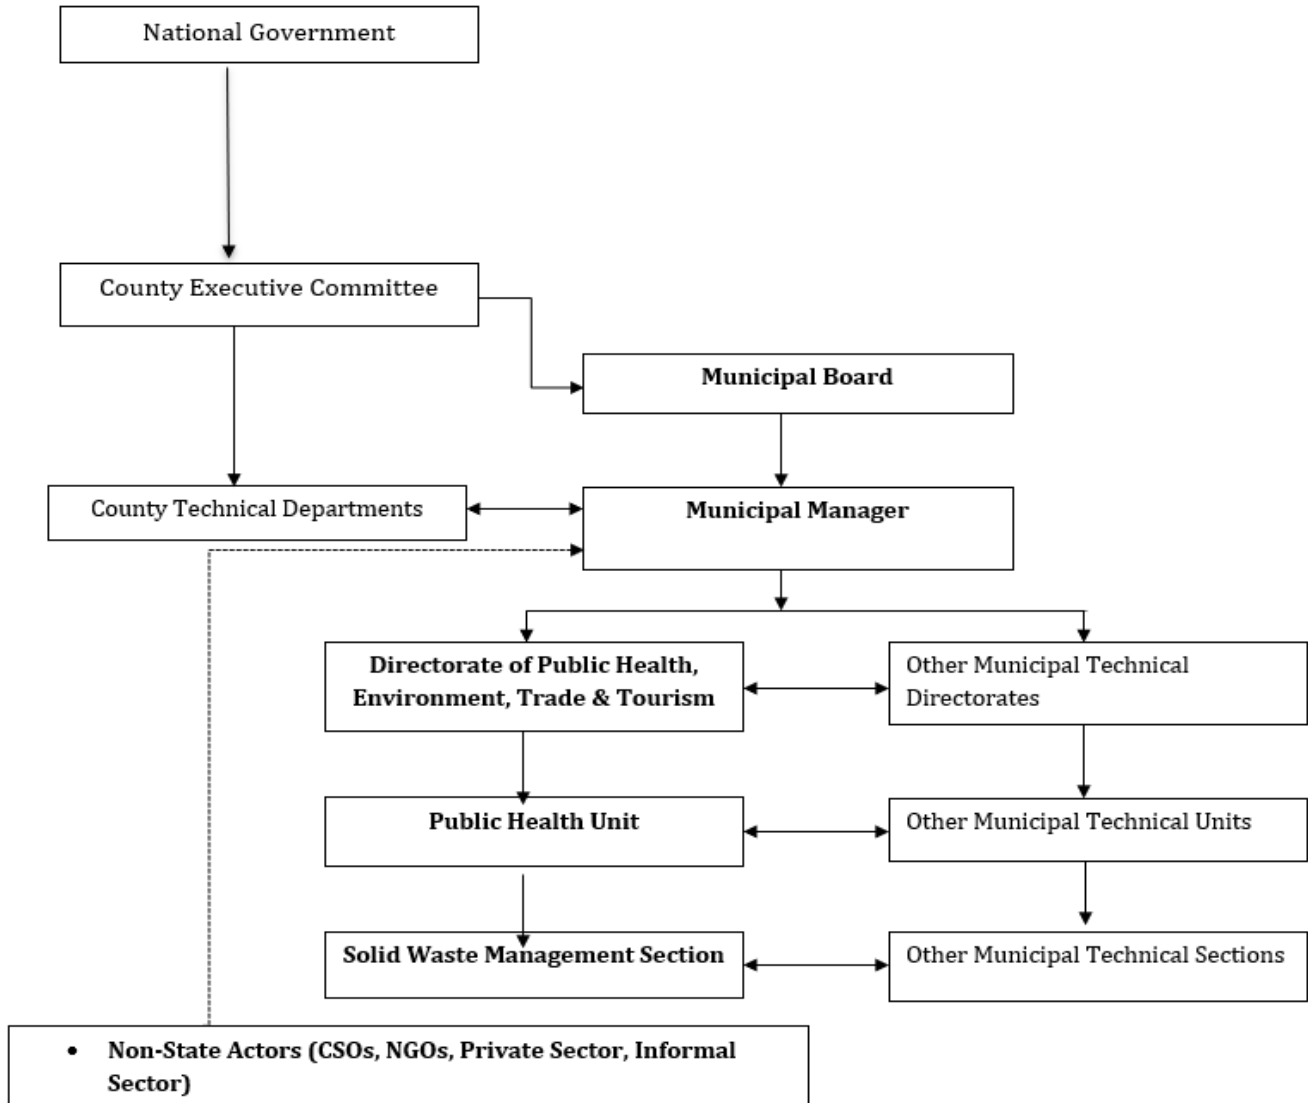 National Government
County Executive Committee
Municipal Board
County Technical Departments
Municipal Manager
Directorate of Public Health,
Environment, Trade & Tourism
Other Municipal Technical
Directorates
Public Health Unit
Other Municipal Technical Units
Solid Waste Management Section
Other Municipal Technical Sections
• Non-State Actors (CSOs, NGOs, Private Sector, Informal
Sector)